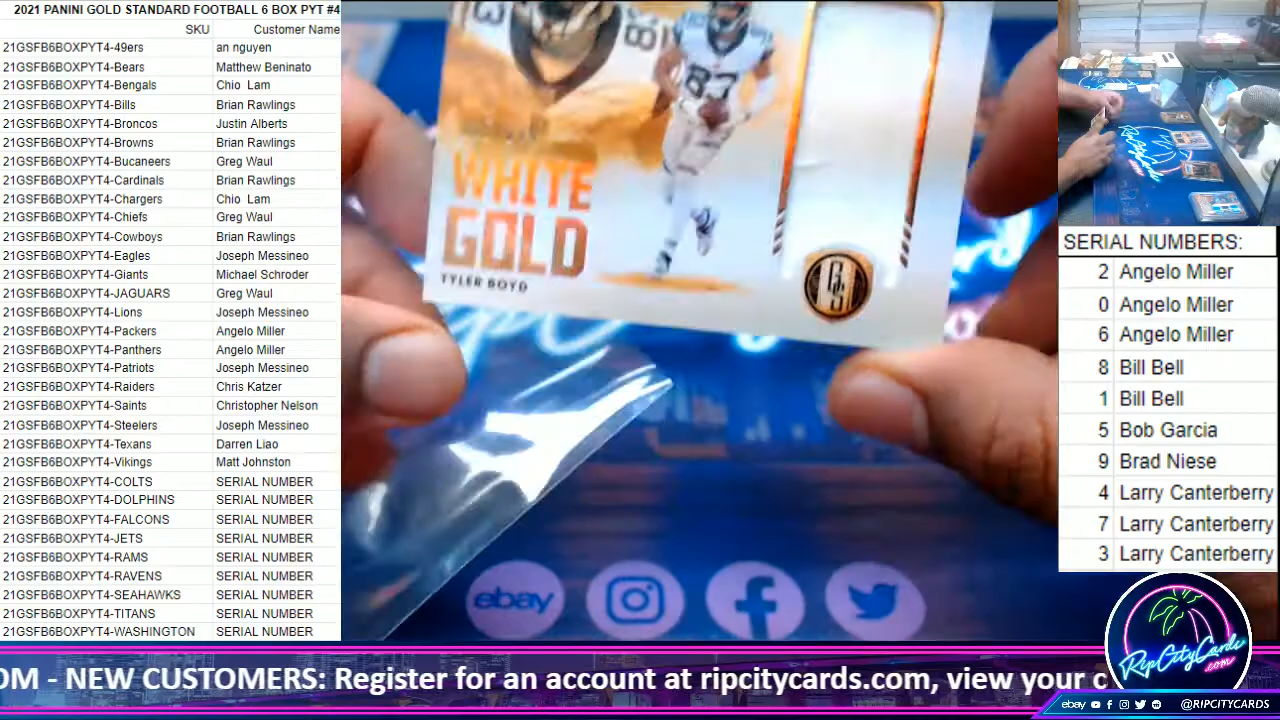 2021 PANINI GOLD STANDARD FOOTBALL 6 BOX PYT #4
SKU Customer Name
21GSFB6BOXPYT4-49ers an nguyen
21GSFB6BOXPYT4-Bears Matthew Beninato
21GSFB6BOXPYT4-Bengals Chio Lam
21GSFB6BOXPYT4-Bills Brian Rawlings
21GSFB6BOXPYT4-Broncos Justin Alberts
21GSFB6BOXPYT4-Browns Brian Rawlings
21GSFB6BOXPYT4-Bucaneers Greg Waul
21GSFB6BOXPYT4-Cardinals Brian Rawlings
21GSFB6BOXPYT4-Chargers Chio Lam
21GSFB6BOXPYT4-Chiefs Greg Waul
21GSFB6BOXPYT4-Cowboys Brian Rawlings
21GSFB6BOXPYT4-Eagles Joseph Messineo
21GSFB6BOXPYT4-Giants Michael Schroder
21GSFB6BOXPYT4-JAGUARS Greg Waul
21GSFB6BOXPYT4-Lions Joseph Messineo
21GSFB6BOXPYT4-Packers Angelo Miller
21GSFB6BOXPYT4-Panthers Angelo Miller
21GSFB6BOXPYT4-Patriots Joseph Messineo
21GSFB6BOXPYT4-Raiders Chris Katzer
21GSFB6BOXPYT4-Saints Christopher Nelson
21GSFB6BOXPYT4-Steelers Joseph Messineo
21GSFB6BOXPYT4-Texans Darren Liao
21GSFB6BOXPYT4-Vikings Matt Johnston
21GSFB6BOXPYT4-COLTS SERIAL NUMBER
21GSFB6BOXPYT4-DOLPHINS SERIAL NUMBER
21GSFB6BOXPYT4-FALCONS SERIAL NUMBER
21GSFB6BOXPYT4-JETS SERIAL NUMBER
21GSFB6BOXPYT4-RAMS SERIAL NUMBER
21GSFB6BOXPYT4-RAVENS SERIAL NUMBER
21GSFB6BOXPYT4-SEAHAWKS SERIAL NUMBER
21GSFB6BOXPYT4-TITANS SERIAL NUMBER
21GSFB6BOXPYT4-WASHINGTON SERIAL NUMBER
83
WHITE
GOLD
TYLER BOYD
GS
ebay
SERIAL NUMBERS:
2 Angelo Miller
0 Angelo Miller
6 Angelo Miller
8 Bill Bell
1 Bill Bell
5 Bob Garcia
9 Brad Niese
4 Larry Canterberry
7 Larry Canterberry
3 Larry Canterberry
RipCityCards
.com
OM - NEW CUSTOMERS: Register for an account at ripcitycards.com, view your c
ebay @RIPCITYCARDS